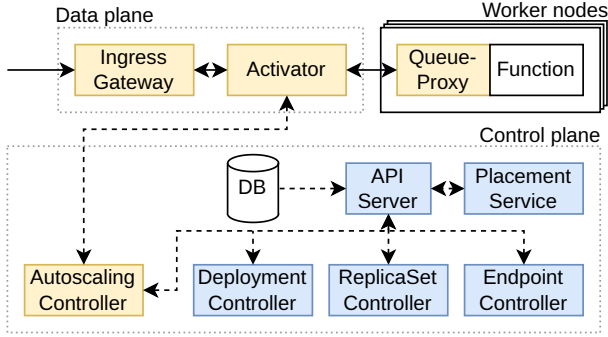 Data plane
Worker nodes
Ingress
Gateway
Activator
Queue-
Proxy
Function
Control plane
DB
API
Server
Placement
Service
Autoscaling
Controller
Deployment
Controller
ReplicaSet
Controller
Endpoint
Controller